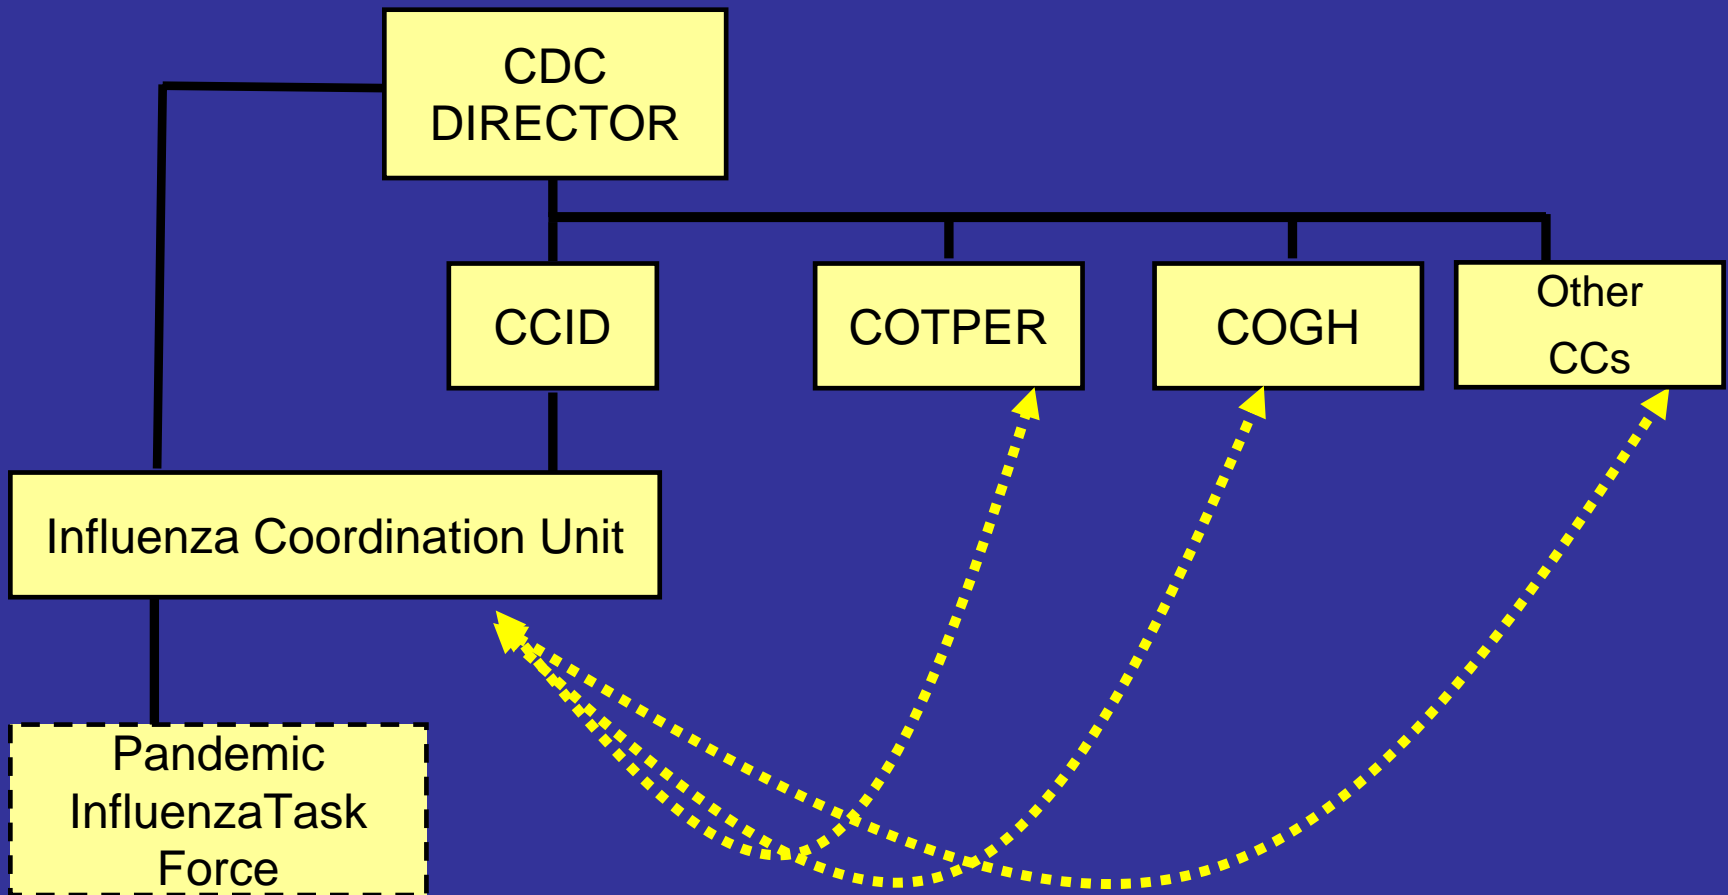 CDC
DIRECTOR
CCID
COTPER
COGH
Other
CCs
Influenza Coordination Unit
Pandemic
InfluenzaTask
Force